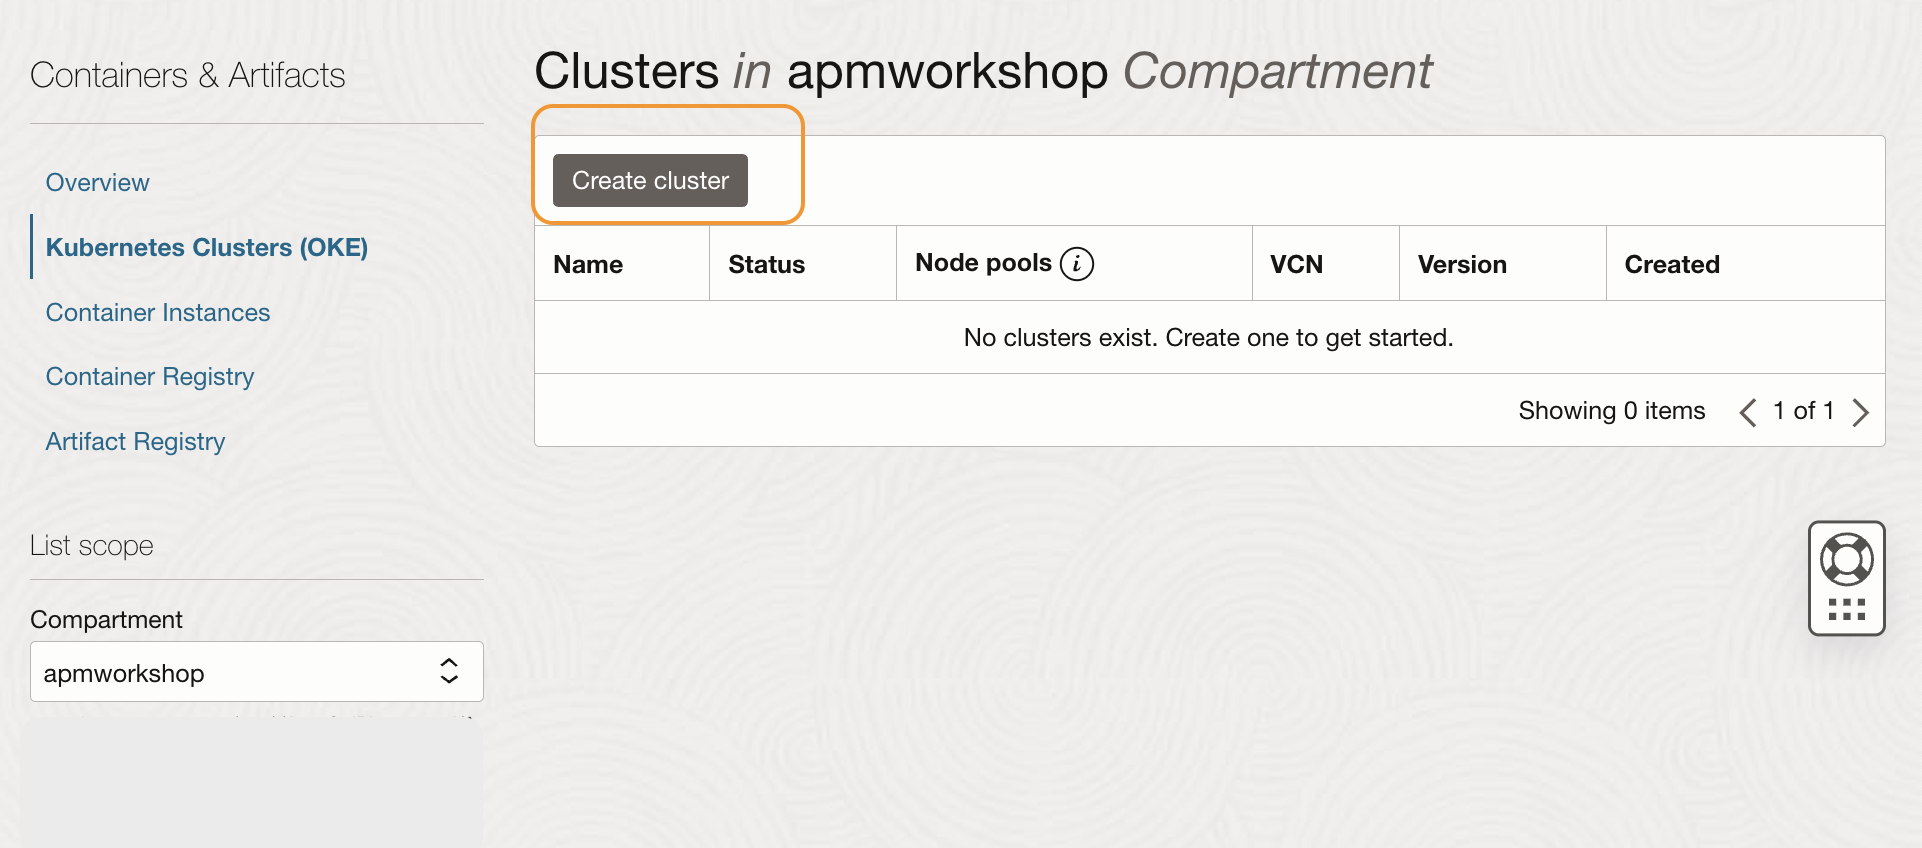 Containers & Artifacts
Overview
Kubernetes Clusters (OKE)
Container Instances
Container Registry
Artifact Registry
List scope
Compartment
apmworkshop
Clusters in apmworkshop Compartment
Create cluster
Name Status Node pools i VCN Version Created
No clusters exist. Create one to get started.
Showing 0 items 1 of 1